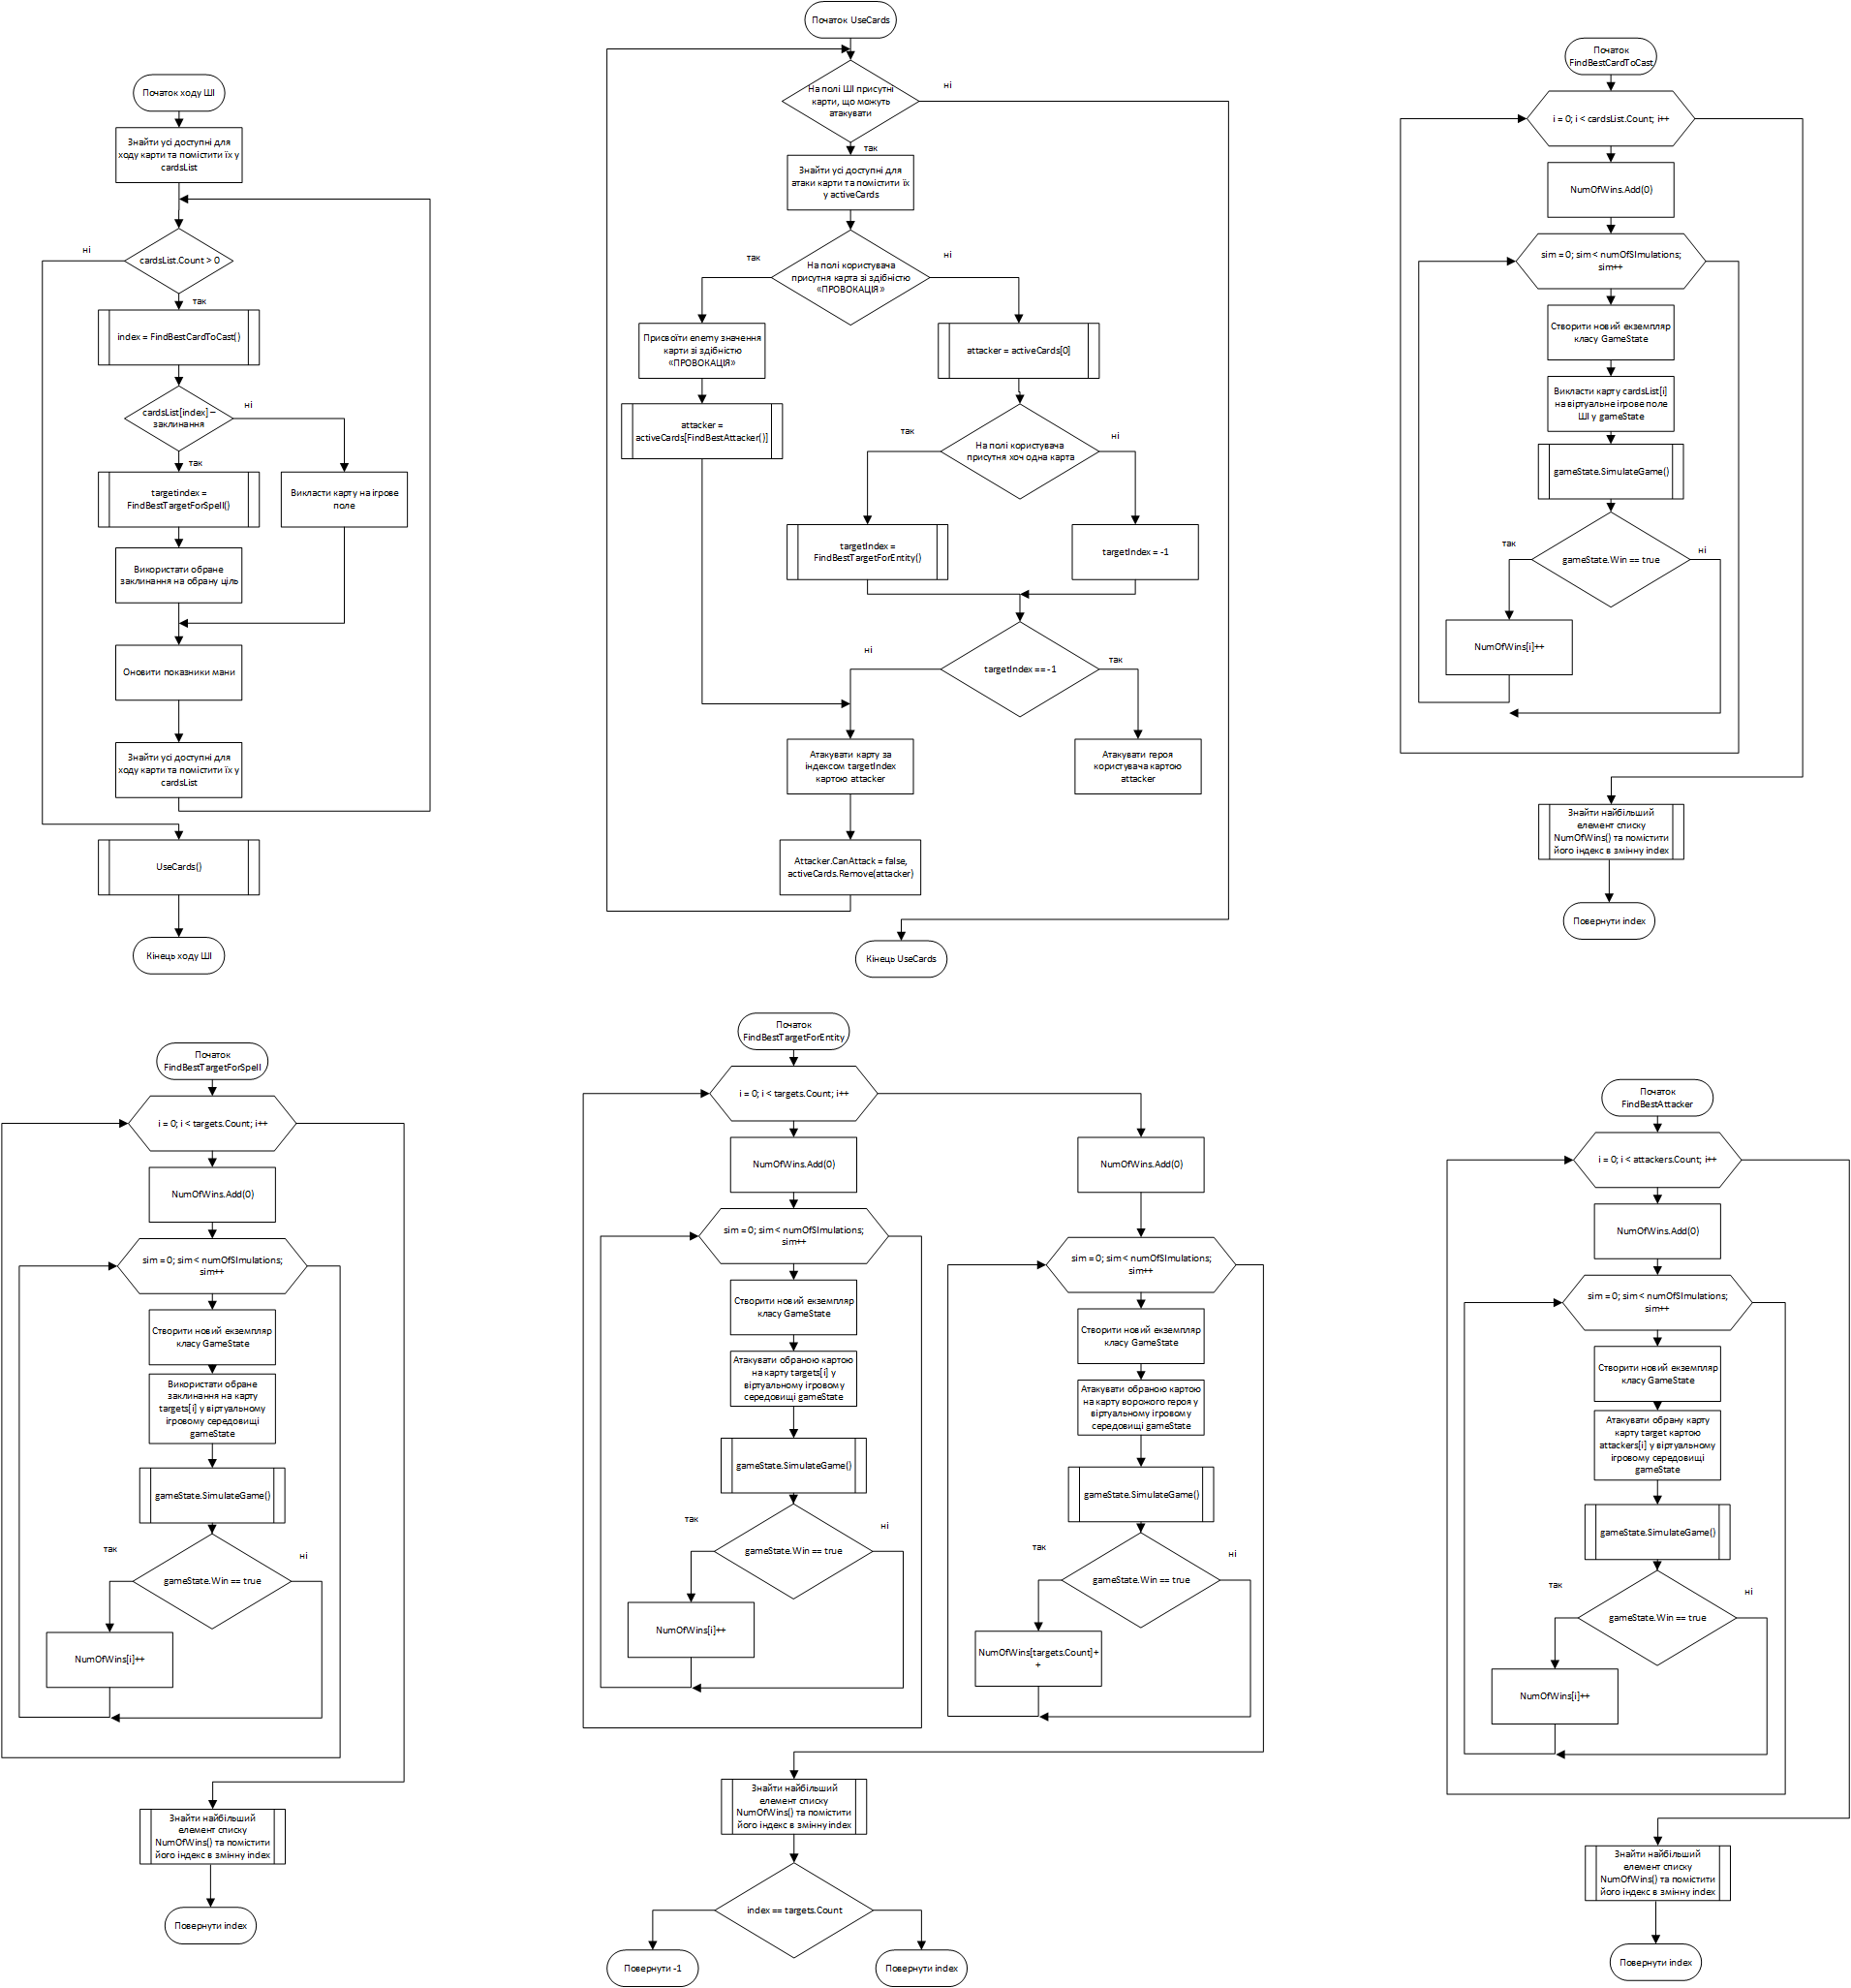 Початок ходу ШІ
Знайти усі доступні для
ходу карти та помістити їх у
cardsList
ні
cardsList.Count > 0
так
index = FindBestCardToCast()
cardsList[index] –
заклинання
ні
так
targetindex =
FindBestTargetForSpell()
Викласти карту на ігрове
поле
Використати обране
заклинання на обрану ціль
Оновити показники мани
Знайти усі доступні для
ходу карти та помістити їх у
cardsList
UseCards()
Кінець ходу ШІ
Початок UseCards
На полі ШІ присутні
карти, що можуть
атакувати
ні
так
Знайти усі доступні для
атаки карти та помістити їх
у activeCards
так
На полі користувача
присутня карта зі здібністю
«ПРОВОКАЦІЯ»
ні
Присвоїти enemy значення
карти зі здібністю
«ПРОВОКАЦІЯ»
attacker = activeCards[0]
attacker =
activeCards[FindBestAttacker()]
так
На полі користувача
присутня хоч одна карта
ні
targetIndex =
FindBestTargetForEntity()
targetIndex = -1
ні
targetIndex == -1
так
Атакувати карту за
індексом targetIndex
картою attacker
Атакувати героя
користувача картою
attacker
Attacker.CanAttack = false,
activeCards.Remove(attacker)
Кінець UseCards
Початок
FindBestCardToCast
i = 0; i < cardsList.Count; i++
NumOfWins.Add(0)
sim = 0; sim < numOfSImulations;
sim++
Створити новий екземпляр
класу GameState
Викласти карту cardsList[i]
на віртуальне ігрове поле
ШІ у gameState
gameState.SimulateGame()
так
gameState.Win == true
ні
NumOfWins[i]++
Знайти найбільший
елемент списку
NumOfWins() та помістити
його індекс в змінну index
Повернути index
Початок
FindBestTargetForSpell
i = 0; i < targets.Count; i++
NumOfWins.Add(0)
sim = 0; sim < numOfSImulations;
sim++
Створити новий екземпляр
класу GameState
Використати обране
заклинання на карту
targets[i] у віртуальному
ігровому середовищі
gameState
gameState.SimulateGame()
так
gameState.Win == true
ні
NumOfWins[i]++
Знайти найбільший
елемент списку
NumOfWins() та помістити
його індекс в змінну index
Повернути index
Початок
FindBestTargetForEntity
i = 0; i < targets.Count; i++
NumOfWins.Add(0)
sim = 0; sim < numOfSImulations;
sim++
Створити новий екземпляр
класу GameState
Атакувати обраною картою
на карту targets[i] у
віртуальному ігровому
середовищі gameState
gameState.SimulateGame()
так
gameState.Win == true
ні
NumOfWins[i]++
NumOfWins.Add(0)
sim = 0; sim < numOfSImulations;
sim++
Створити новий екземпляр
класу GameState
Атакувати обраною картою
на карту ворожого героя у
віртуальному ігровому
середовищі gameState
gameState.SimulateGame()
так
gameState.Win == true
ні
NumOfWins[targets.Count]+
+
Знайти найбільший
елемент списку
NumOfWins() та помістити
його індекс в змінну index
index == targets.Count
Повернути -1
Повернути index
Початок
FindBestAttacker
i = 0; i < attackers.Count; i++
NumOfWins.Add(0)
sim = 0; sim < numOfSImulations;
sim++
Створити новий екземпляр
класу GameState
Атакувати обрану карту
карту target картою
attackers[i] у віртуальному
ігровому середовищі
gameState
gameState.SimulateGame()
так
gameState.Win == true
ні
NumOfWins[i]++
Знайти найбільший
елемент списку
NumOfWins() та помістити
його індекс в змінну index
Повернути index